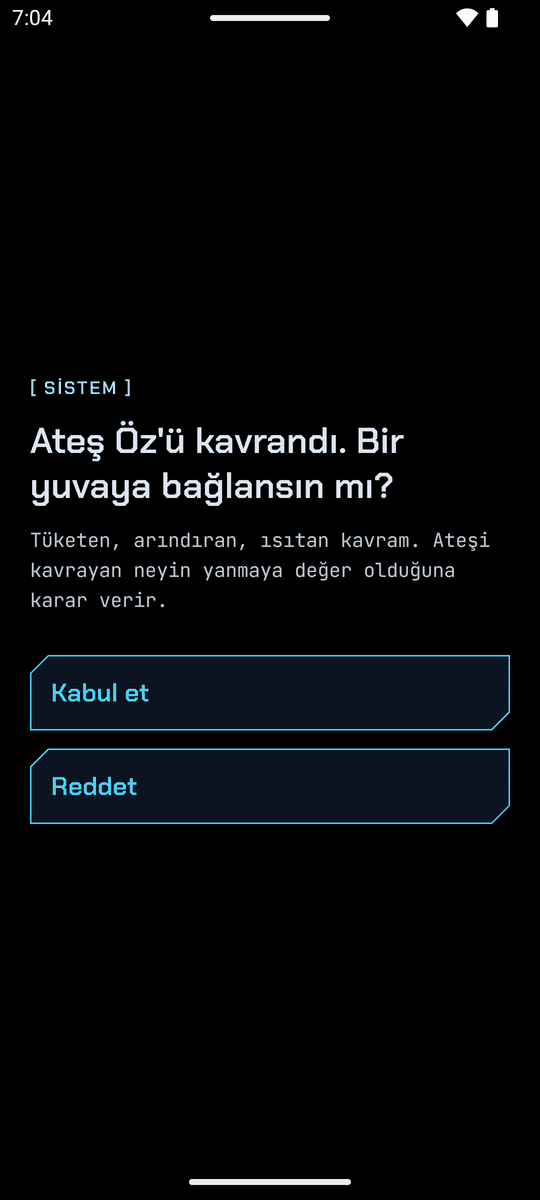 7:04
[ SİSTEM ]
Ateş Öz'ü kavrandı. Bir
yuvaya bağlansın mı?
Tüketen, arındıran, ısıtan kavram. Ateşi
kavrayan neyin yanmaya değer olduğuna
karar verir.
Kabul et
Reddet